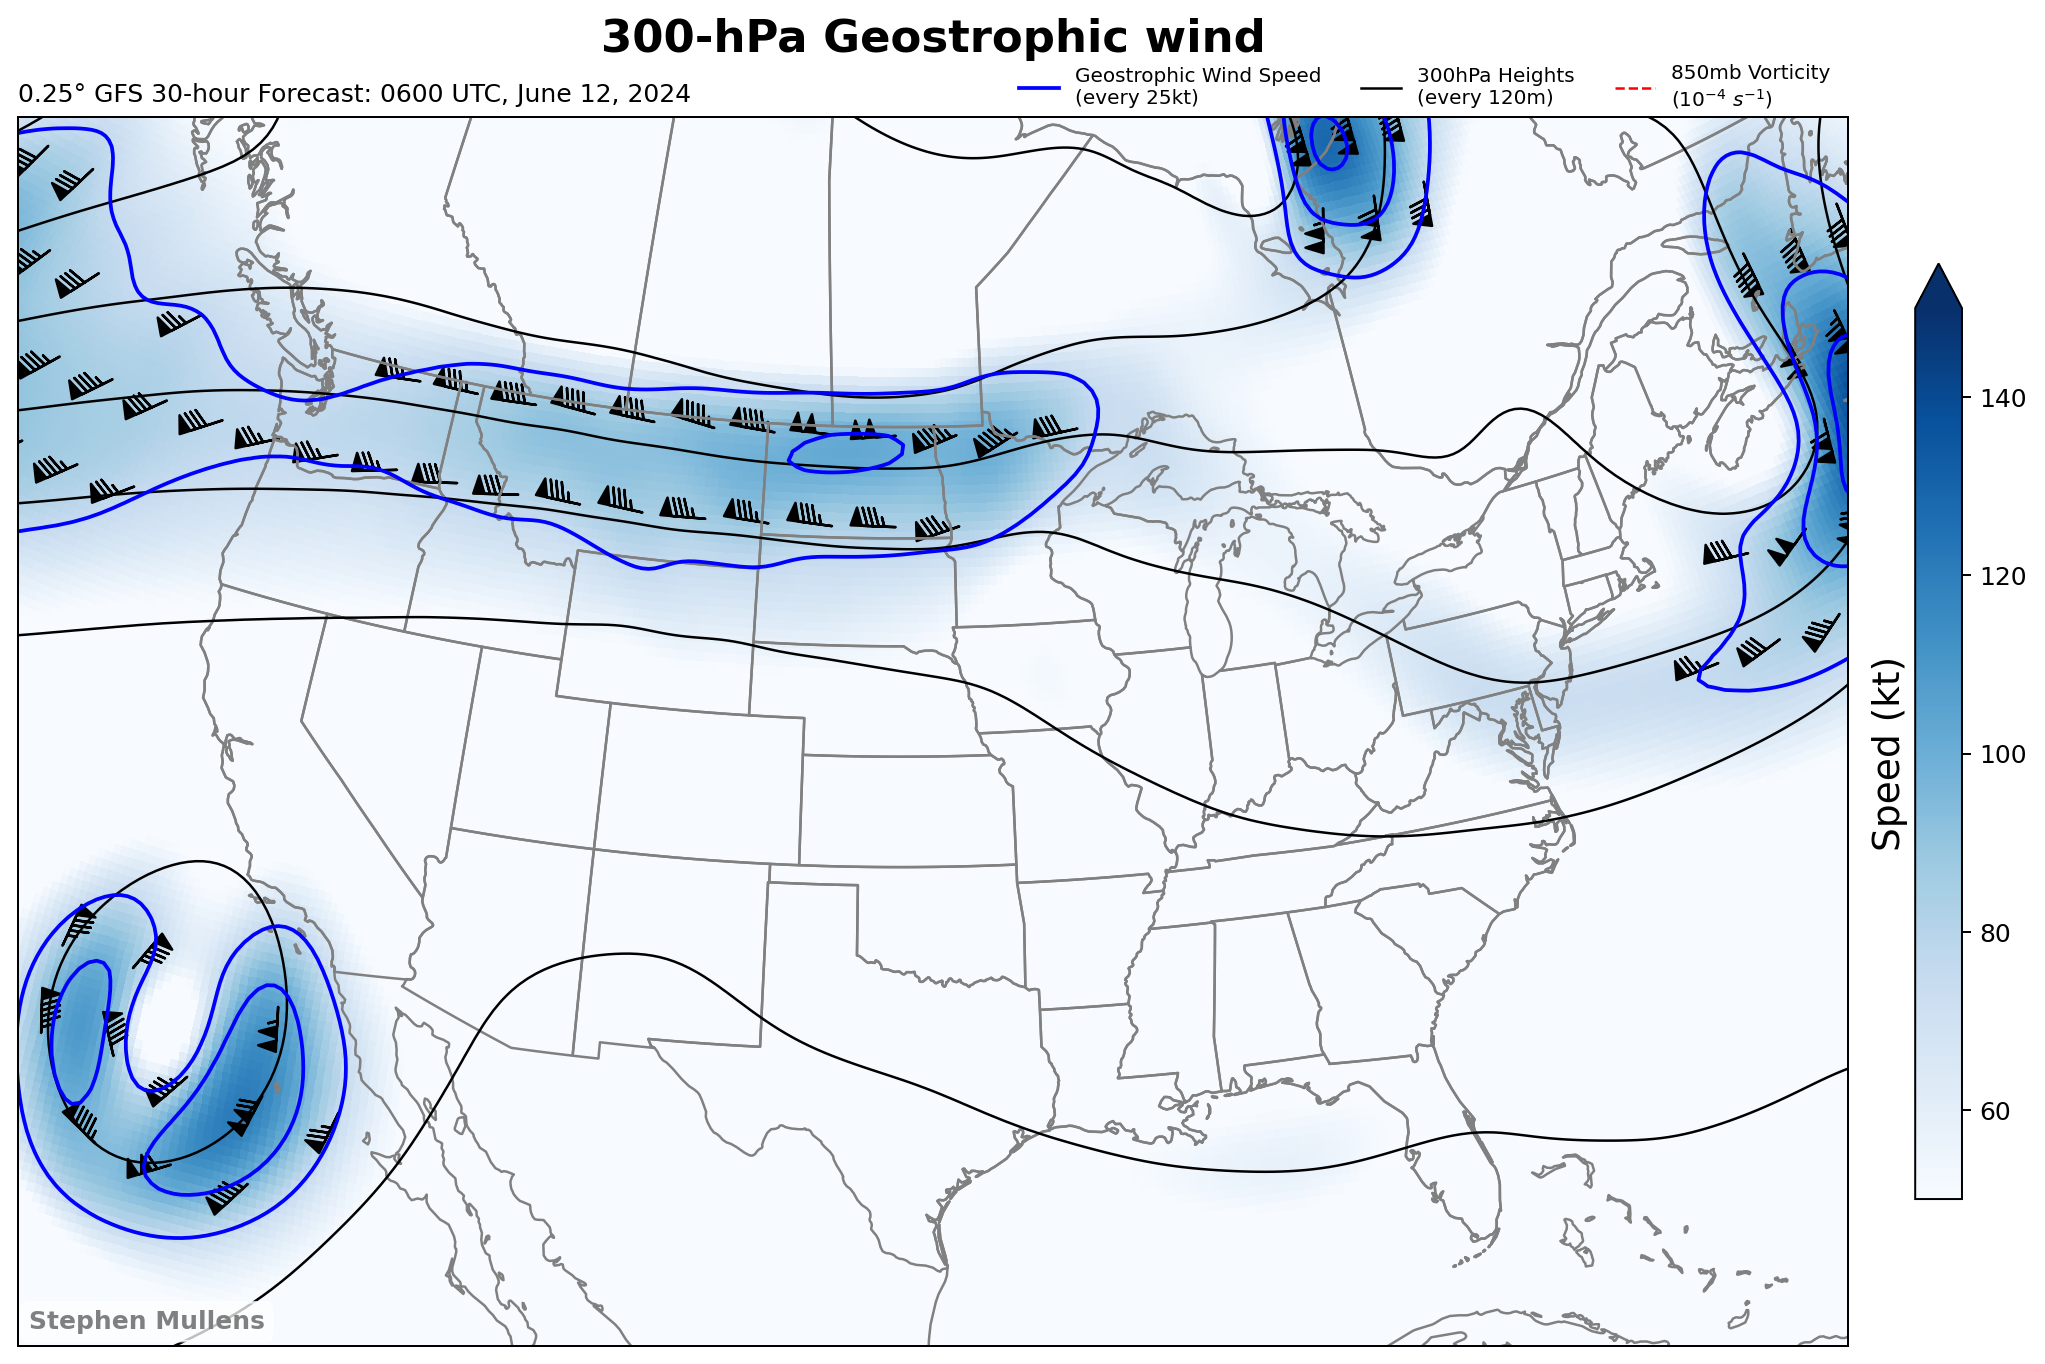 300-hPa Geostrophic wind
0.25° GFS 30-hour Forecast: 0600 UTC, June 12, 2024
Geostrophic Wind Speed
(every 25kt)
300hPa Heights
(every 120m)
850mb Vorticity
(10⁻⁴ s⁻¹)
140
120
100
80
60
Speed (kt)
Stephen Mullens